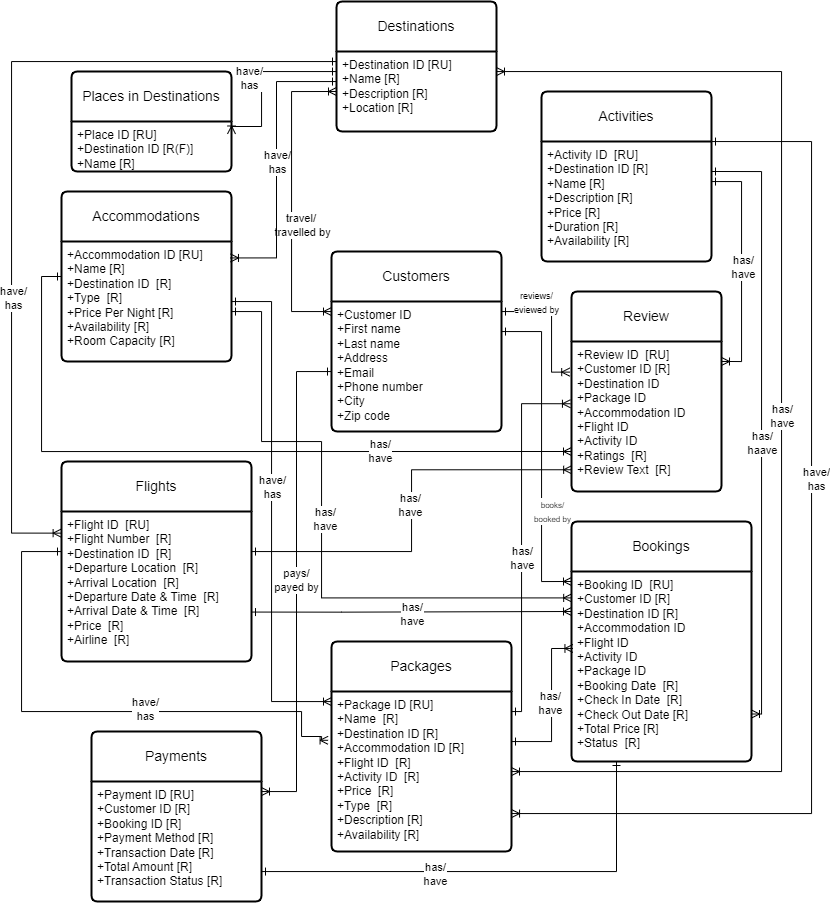 Destinations
+Destination ID [RU]
+Name [R]
+Description [R]
+Location [R]
have/
has
Places in Destinations
+Place ID [RU]
+Destination ID [R(F)]
+Name [R]
Activities
+Activity ID  [RU]
+Destination ID [R]
+Name [R]
+Description [R]
+Price [R]
+Duration [R]
+Availability [R]
have/
has
Accommodations
+Accommodation ID [RU]
+Name [R]
+Destination ID  [R]
+Type  [R]
+Price Per Night [R]
+Availability [R]
+Room Capacity [R]
travel/
travelled by
Customers
+Customer ID
+First name
+Last name
+Address
+Email
+Phone number
+City
+Zip code
has/
have
have/
has
reviews/
eviewed by
Review
+Review ID  [RU]
+Customer ID [R]
+Destination ID
+Package ID
+Accommodation ID
+Flight ID
+Activity ID
+Ratings  [R]
+Review Text  [R]
has/
have
has/
haave
has/
have
have/
has
have/
has
Flights
+Flight ID  [RU]
+Flight Number  [R]
+Destination ID  [R]
+Departure Location  [R]
+Arrival Location  [R]
+Departure Date & Time  [R]
+Arrival Date & Time  [R]
+Price  [R]
+Airline  [R]
has/
have
has/
have
books/
booked by
has/
have
pays/
payed by
has/
have
Bookings
+Booking ID  [RU]
+Customer ID [R]
+Destination ID [R]
+Accommodation ID
+Flight ID
+Activity ID
+Package ID
+Booking Date  [R]
+Check In Date  [R]
+Check Out Date [R]
+Total Price [R]
+Status  [R]
Packages
+Package ID [RU]
+Name  [R]
+Destination ID [R]
+Accommodation ID [R]
+Flight ID  [R]
+Activity ID  [R]
+Price  [R]
+Type  [R]
+Description [R]
+Availability [R]
has/
have
have/
has
Payments
+Payment ID [RU]
+Customer ID [R]
+Booking ID [R]
+Payment Method [R]
+Transaction Date [R]
+Total Amount [R]
+Transaction Status [R]
has/
have